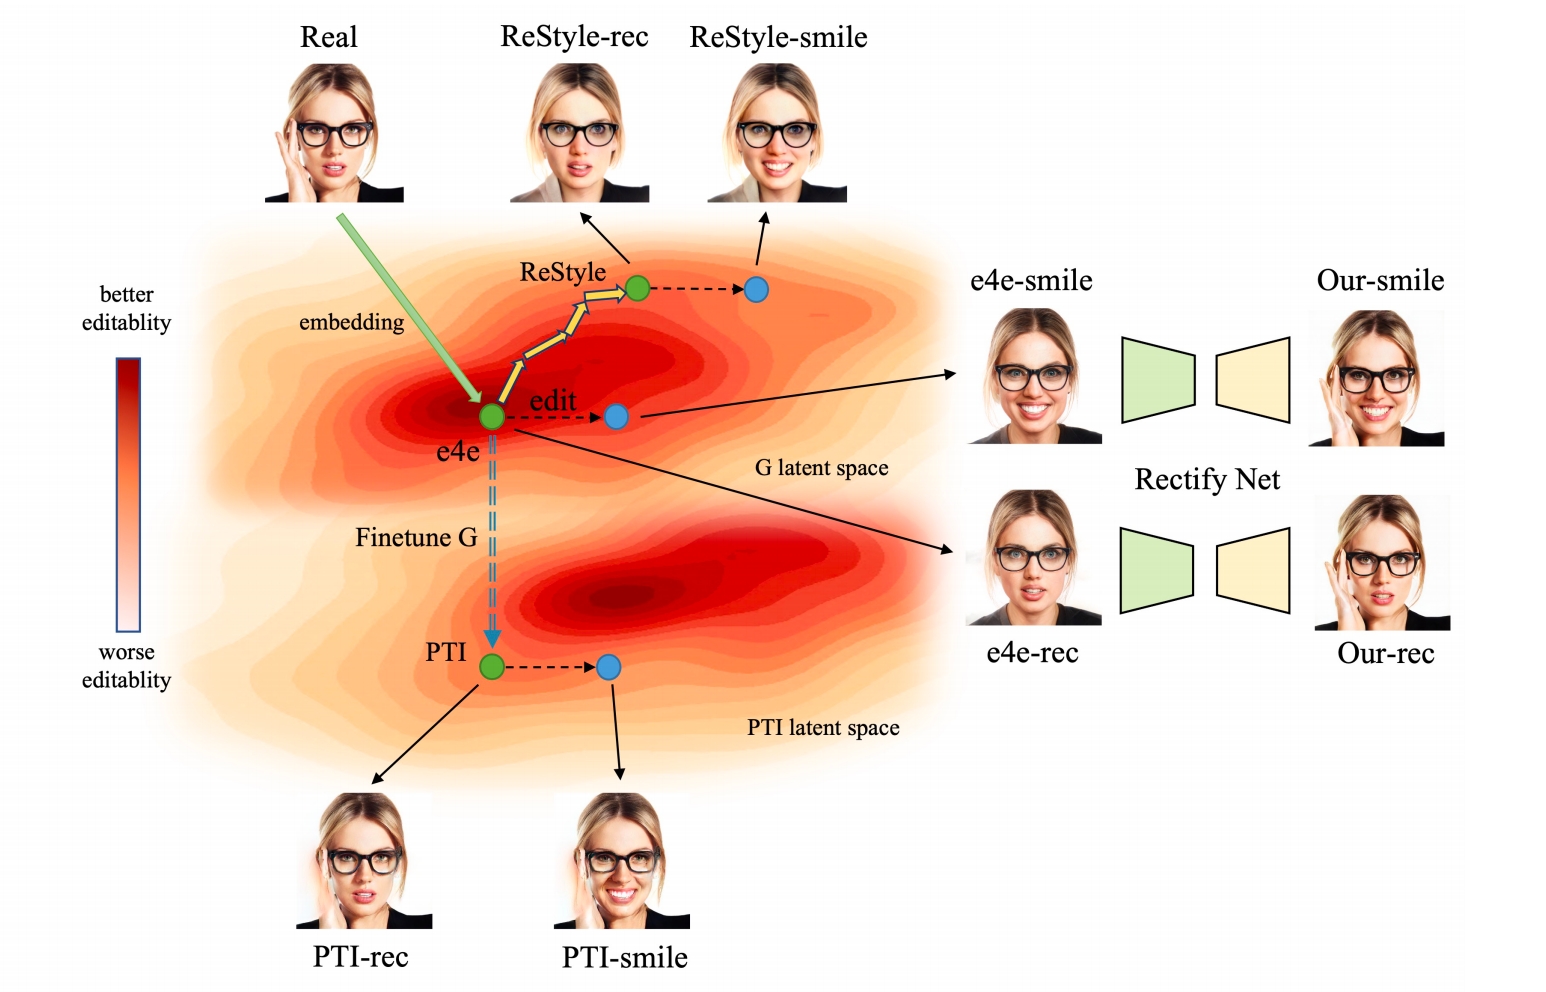 Real
ReStyle-rec
ReStyle-smile
ReStyle
better
editablity
embedding
e4e-smile
Our-smile
edit
e4e
G latent space
Rectify Net
Finetune G
worse
editablity
PTI
e4e-rec
Our-rec
PTI latent space
PTI-rec
PTI-smile